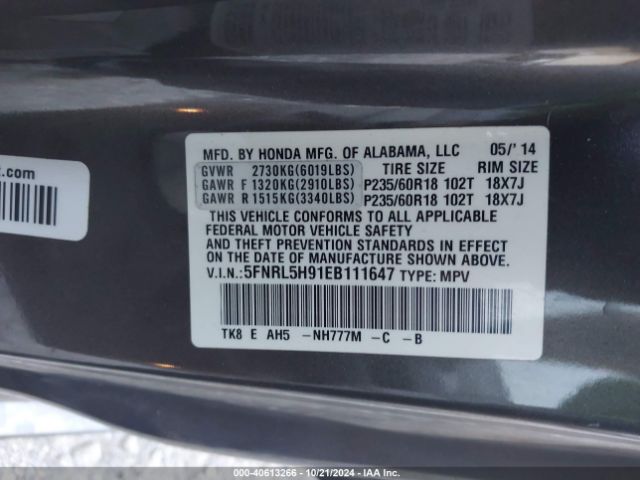 MFD. BY HONDA MFG. OF ALABAMA, LLC 05/'14
GVWR 2730KG(6019LBS) TIRE SIZE RIM SIZE
GAWR F 1320KG(2910LBS) P235/60R18 102T 18X7J
GAWR R 1515KG(3340LBS) P235/60R18 102T 18X7J
THIS VEHICLE CONFORMS TO ALL APPLICABLE
FEDERAL MOTOR VEHICLE SAFETY
AND THEFT PREVENTION STANDARDS IN EFFECT
ON THE DATE OF MANUFACTURE SHOWN ABOVE.
V.I.N.: 5FNRL5H91EB111647 TYPE: MPV
TK8 E AH5 -NH777M -C -B
00-40613266 - 10/21/2024 - IAA Inc.